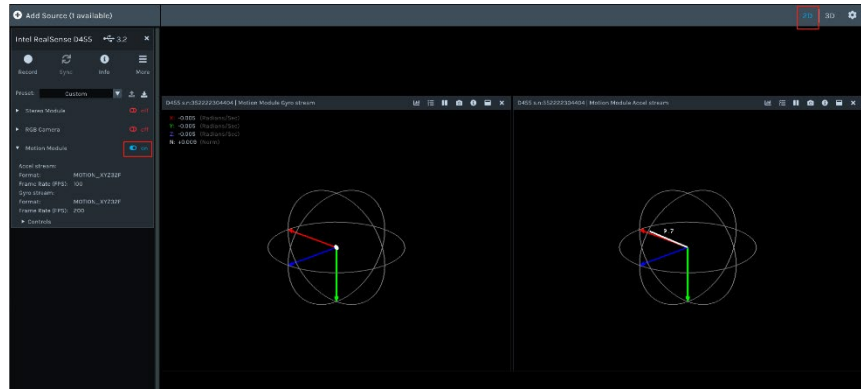 Add Source (1 available)
2D 3D
Intel RealSense D455 3.2
Record Sync Info More
Preset: Custom
Stereo Module off
RGB Camera off
Motion Module on
Accel stream:
Format: MOTION_XYZ32F
Frame Rate (FPS): 100
Gyro stream:
Format: MOTION_XYZ32F
Frame Rate (FPS): 200
Controls
| Motion Module Gyro stream
X: -0.005 (Radians/Sec)
Y: -0.005 (Radians/Sec)
Z: -0.005 (Radians/Sec)
N: +0.009 (Norm)
| Motion Module Accel stream
9.7